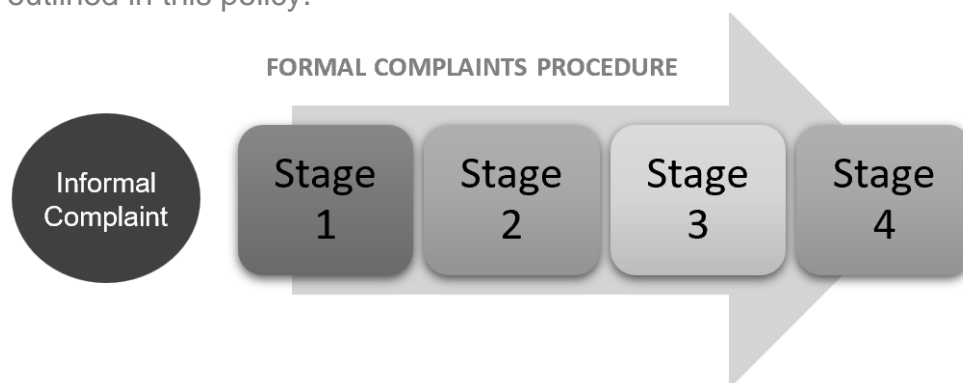 outlined in this policy.
FORMAL COMPLAINTS PROCEDURE
Informal
Complaint
Stage
1
Stage
2
Stage
3
Stage
4